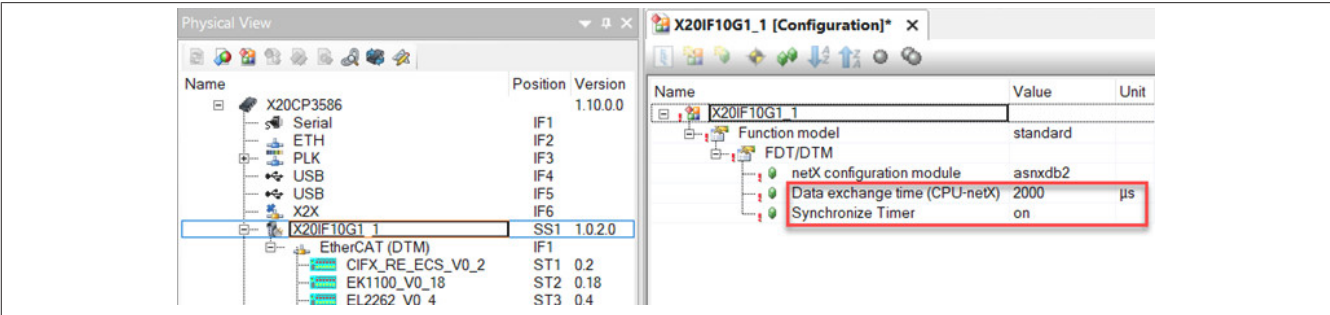 Physical View
Name Position Version
X20CP3586 1.10.0.0
Serial IF1
ETH IF2
PLK IF3
USB IF4
USB IF5
X2X IF6
X20IF10G1_1 SS1 1.0.2.0
EtherCAT (DTM) IF1
CIFX_RE_ECS_V0_2 ST1 0.2
EK1100_V0_18 ST2 0.18
EL2262_V0_4 ST3 0.4
X20IF10G1_1 [Configuration]* X
Name Value Unit
X20IF10G1_1
Function model standard
FDT/DTM
netX configuration module asnxdb2
Data exchange time (CPU-netX) 2000 µs
Synchronize Timer on